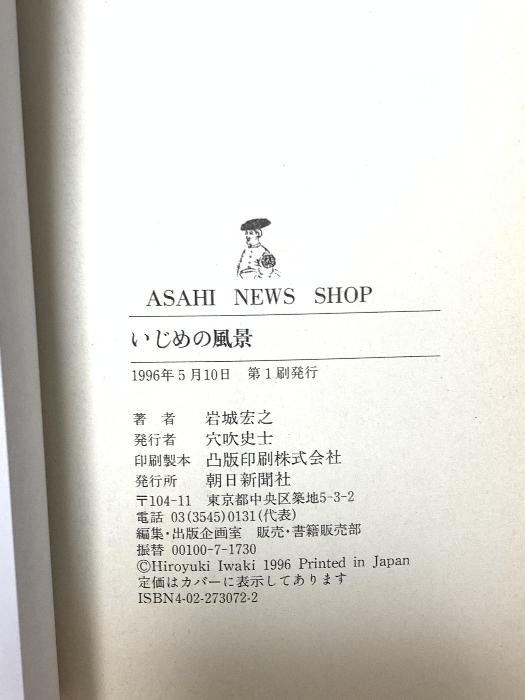 ASAHI NEWS SHOP
いじめの風景
1996年5月10日　第1刷発行
著　者　岩城宏之
発行者　穴吹史士
印刷製本　凸版印刷株式会社
発行所　朝日新聞社
〒104-11　東京都中央区築地5-3-2
電話 03(3545)0131(代表)
編集・出版企画室　販売・書籍販売部
振替 00100-7-1730
©Hiroyuki Iwaki 1996 Printed in Japan
定価はカバーに表示してあります
ISBN4-02-273072-2